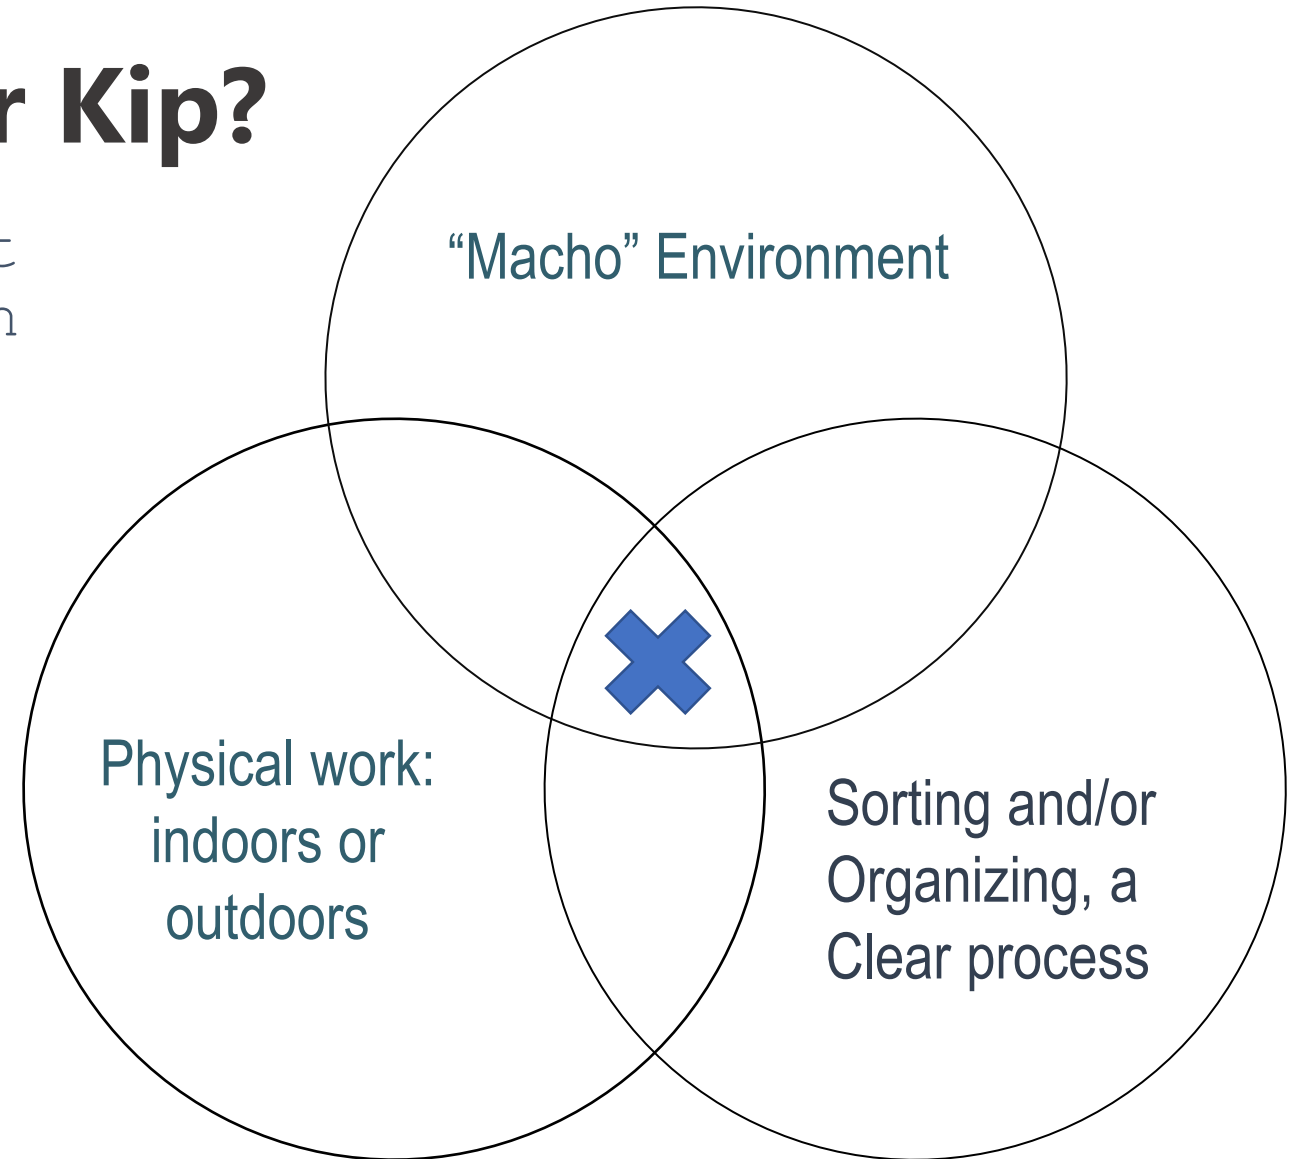 r Kip?
t
n
“Macho” Environment
Physical work:
indoors or
outdoors
Sorting and/or
Organizing, a
Clear process